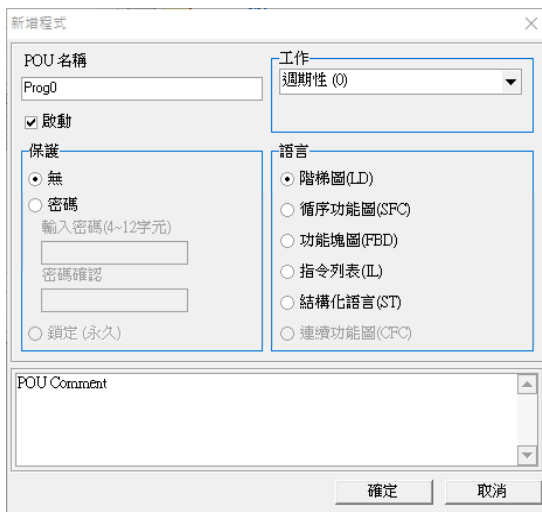 新增程式
POU 名稱
Prog0
啟動
工作
週期性 (0)
保護
無
密碼
輸入密碼(4~12字元)
密碼確認
鎖定 (永久)
語言
階梯圖(LD)
循序功能圖(SFC)
功能塊圖(FBD)
指令列表(IL)
結構化語言(ST)
連續功能圖(CFC)
POU Comment
確定
取消